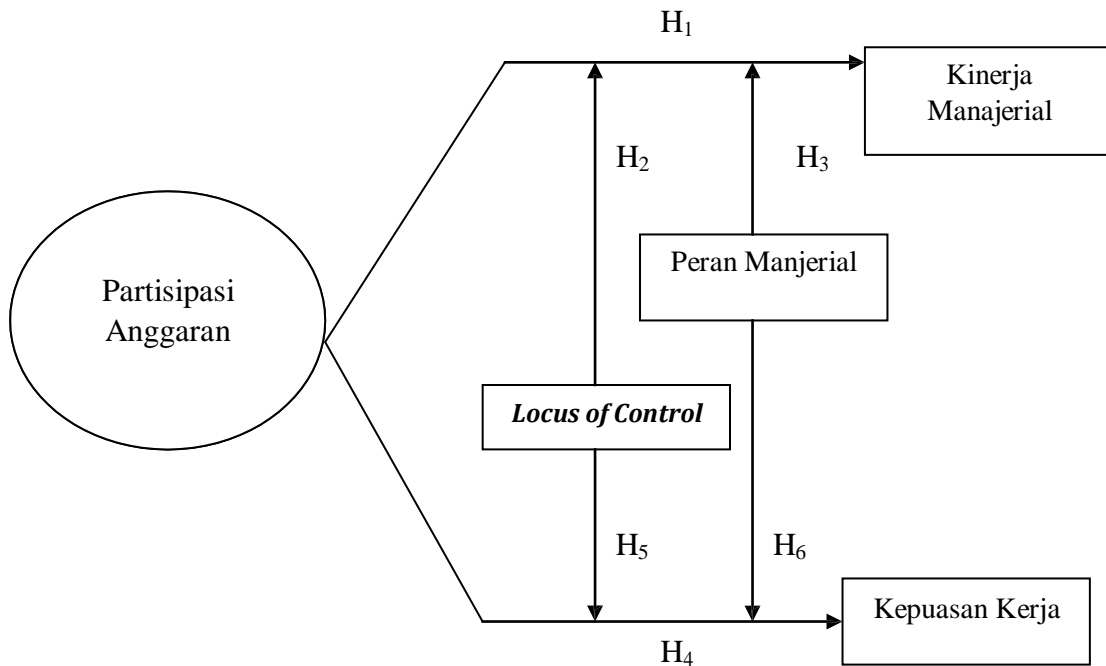 H₁
Kinerja
Manajerial
H₂
H₃
Peran Manjerial
Partisipasi
Anggaran
Locus of Control
H₅
H₆
Kepuasan Kerja
H₄